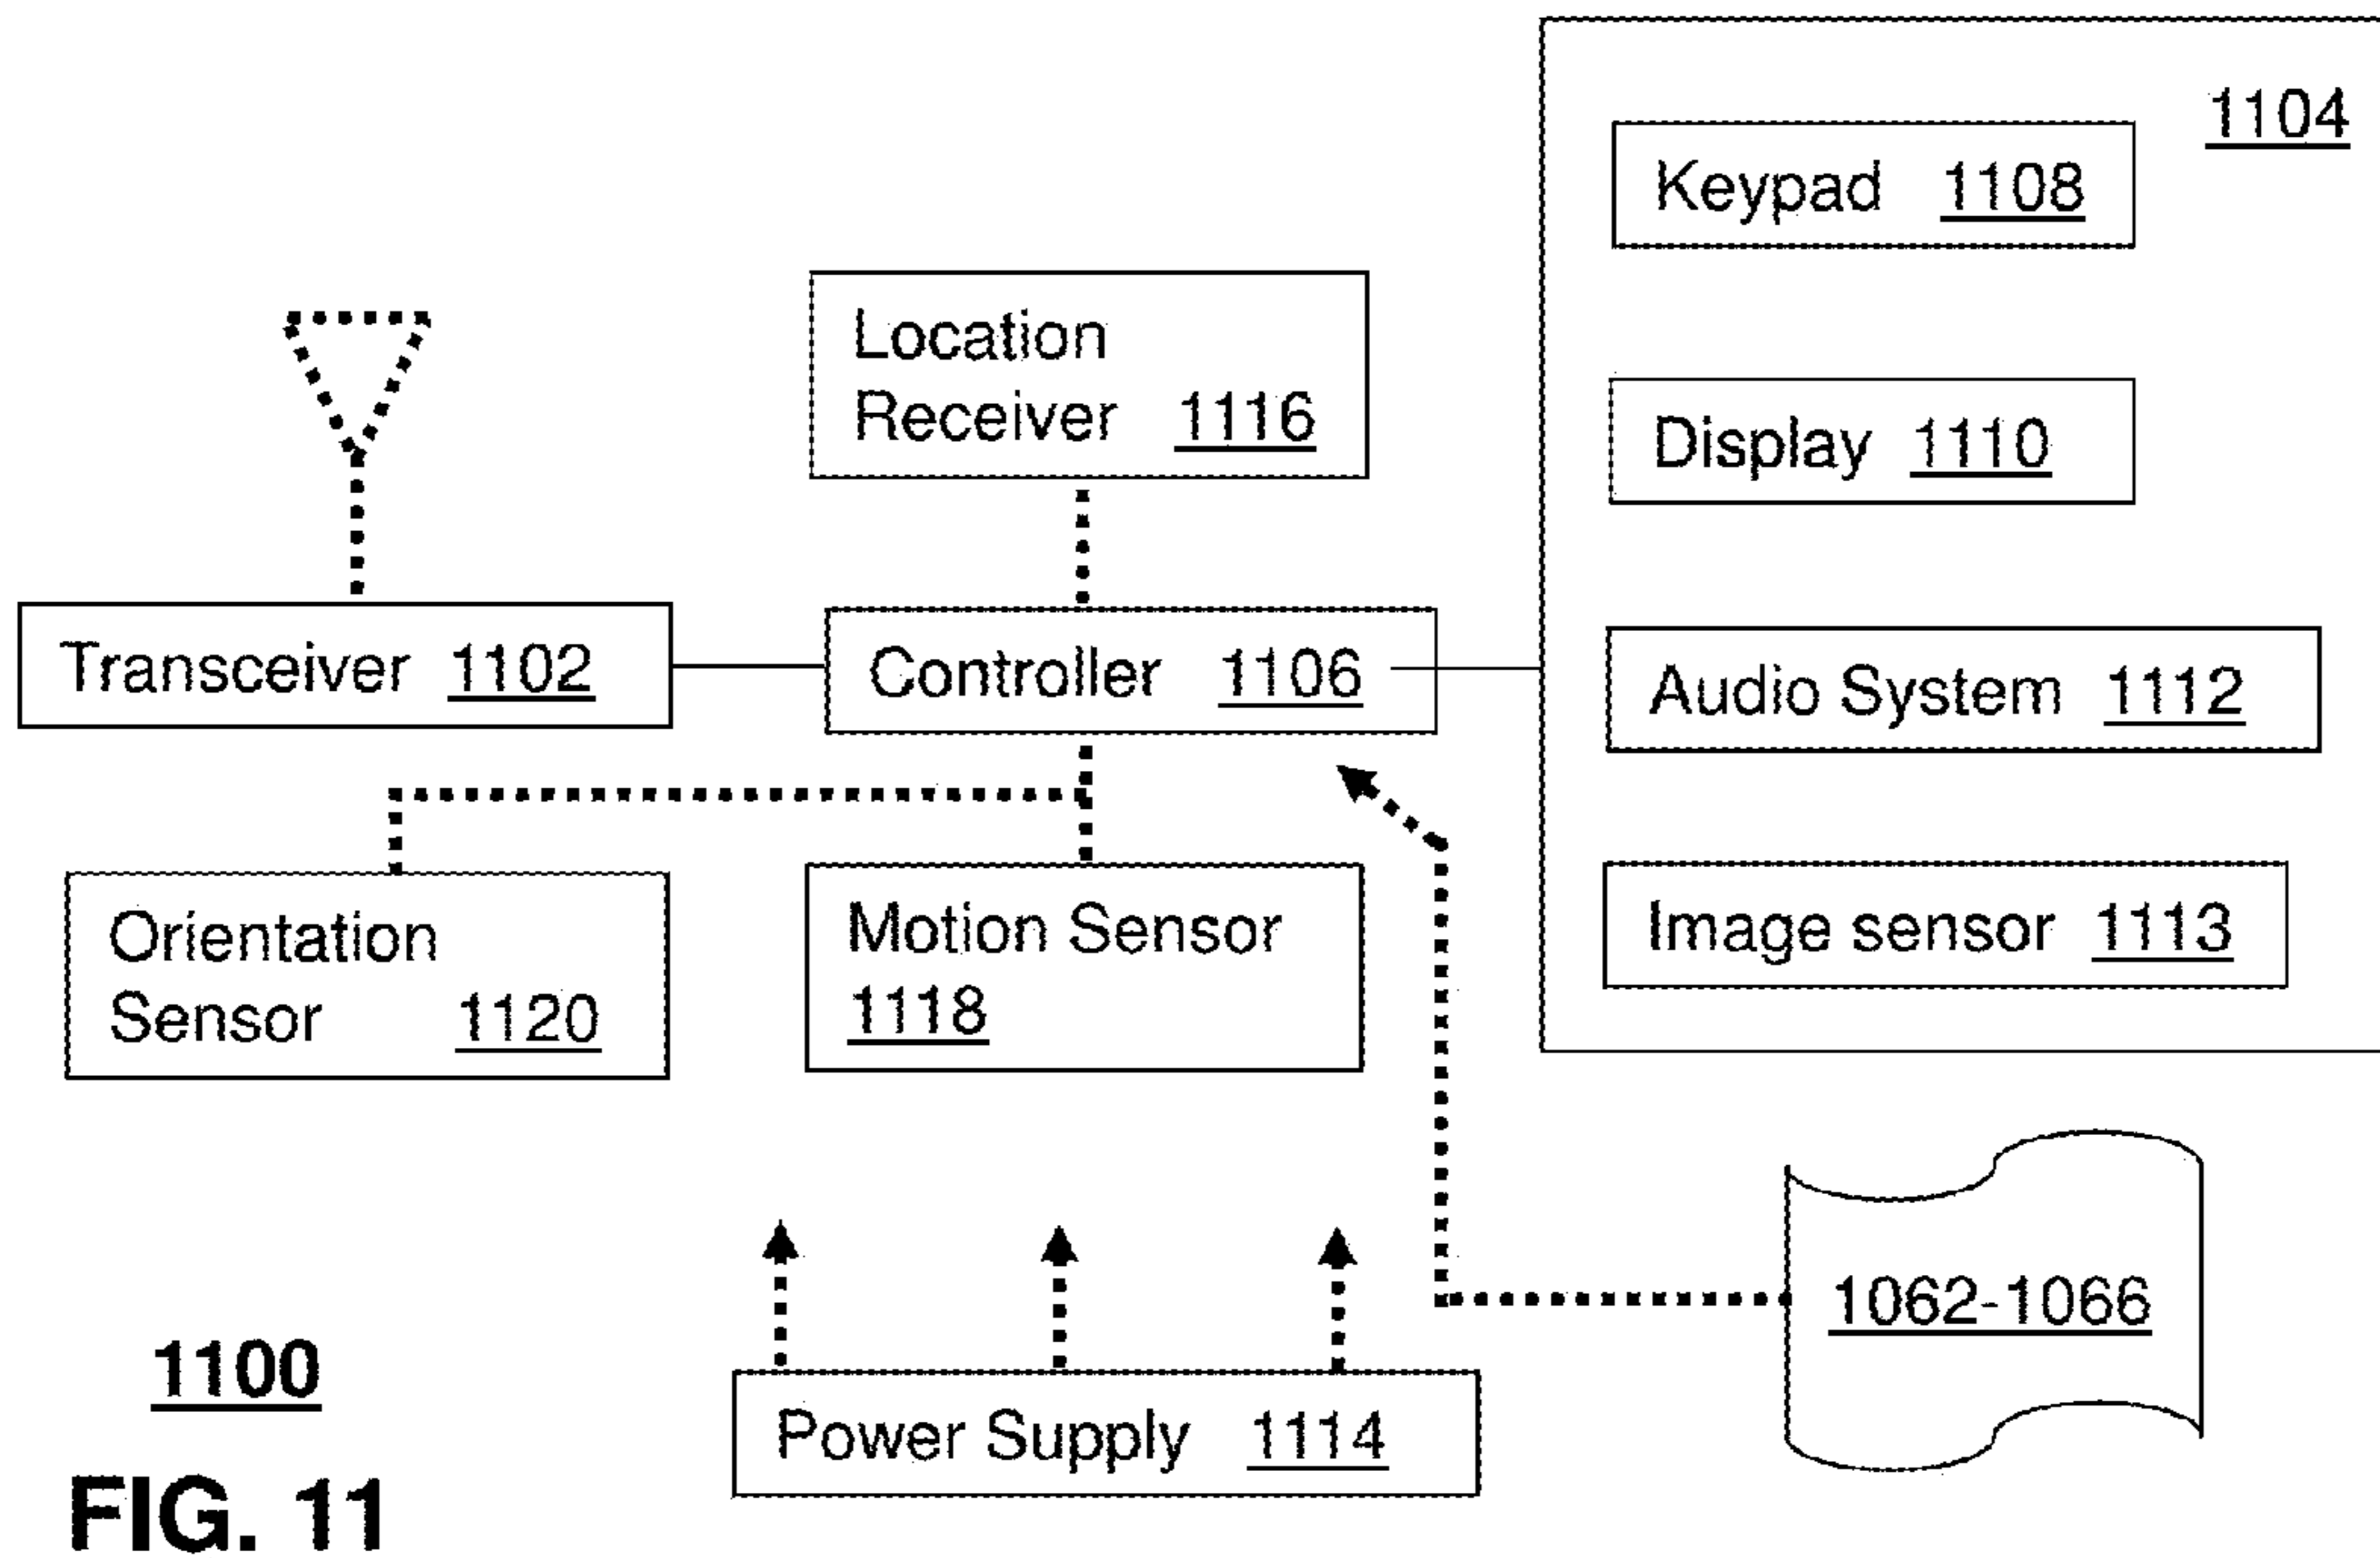 1104
Keypad 1108
Location
Receiver 1116
Display 1110
Transceiver 1102
Controller 1106
Audio System 1112
Orientation
Sensor 1120
Motion Sensor
1118
Image sensor 1113
1062-1066
Power Supply 1114
1100
FIG. 11